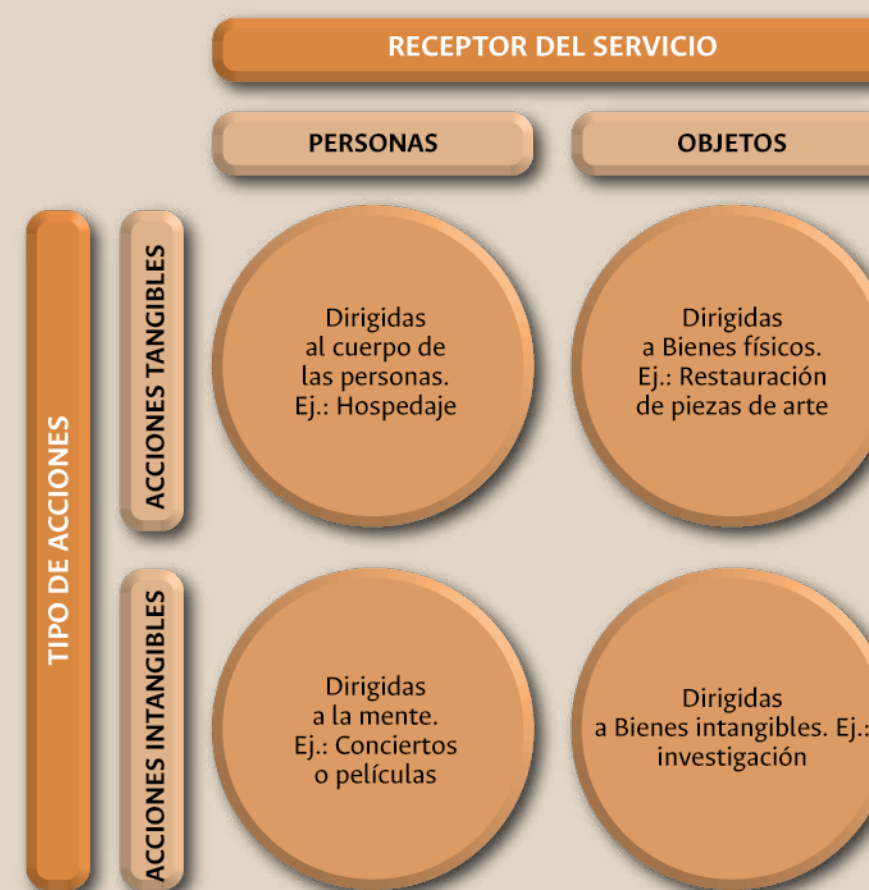 RECEPTOR DEL SERVICIO
PERSONAS
OBJETOS
TIPO DE ACCIONES
ACCIONES TANGIBLES
Dirigidas
al cuerpo de
las personas.
Ej.: Hospedaje
Dirigidas
a Bienes físicos.
Ej.: Restauración
de piezas de arte
ACCIONES INTANGIBLES
Dirigidas
a la mente.
Ej.: Conciertos
o películas
Dirigidas
a Bienes intangibles. Ej.:
investigación